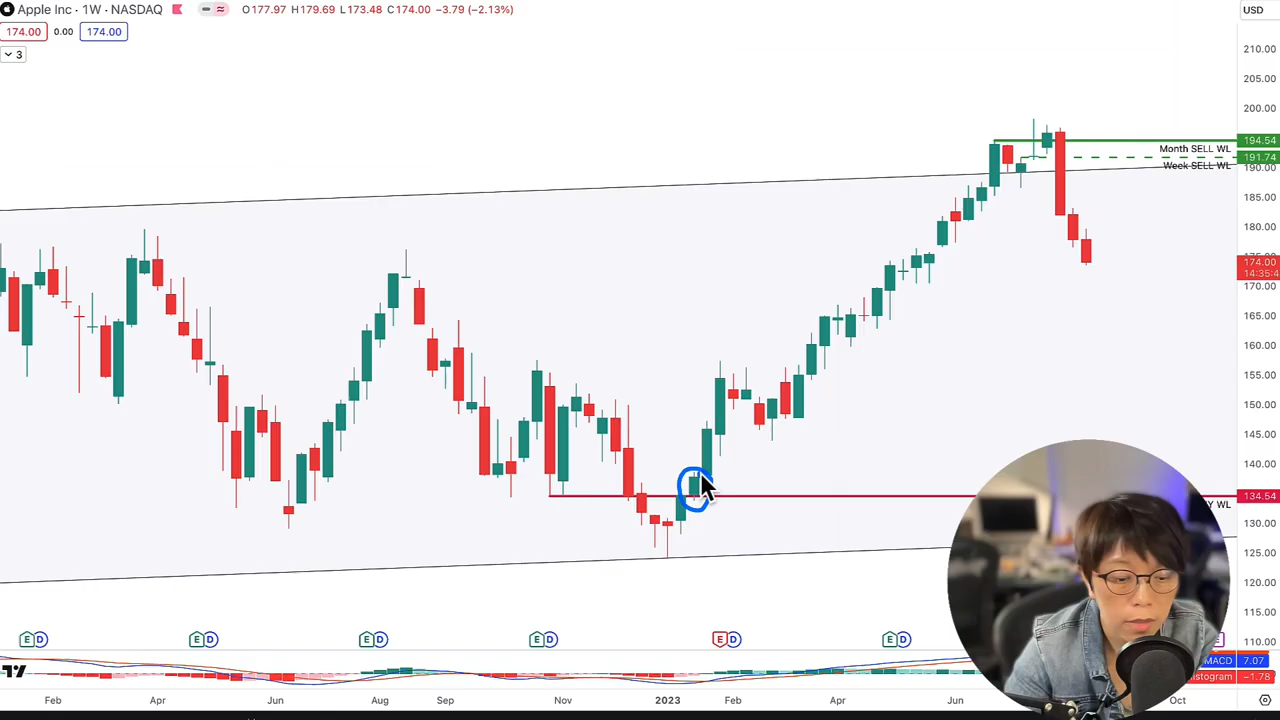 Apple Inc · 1W · NASDAQ O177.97 H179.69 L173.48 C174.00 −3.79 (−2.13%) USD
174.00 0.00 174.00
3
210.00
205.00
200.00
194.54
Month SELL WL
191.74
Week SELL WL
190.00
185.00
180.00
174.00
14:35:4
170.00
165.00
160.00
155.00
150.00
145.00
140.00
134.54
WL
130.00
125.00
120.00
115.00
110.00
E D E D E D E D E D E D
MACD 7.07
istogram −1.78
Feb Apr Jun Aug Sep Nov 2023 Feb Apr Jun Oct